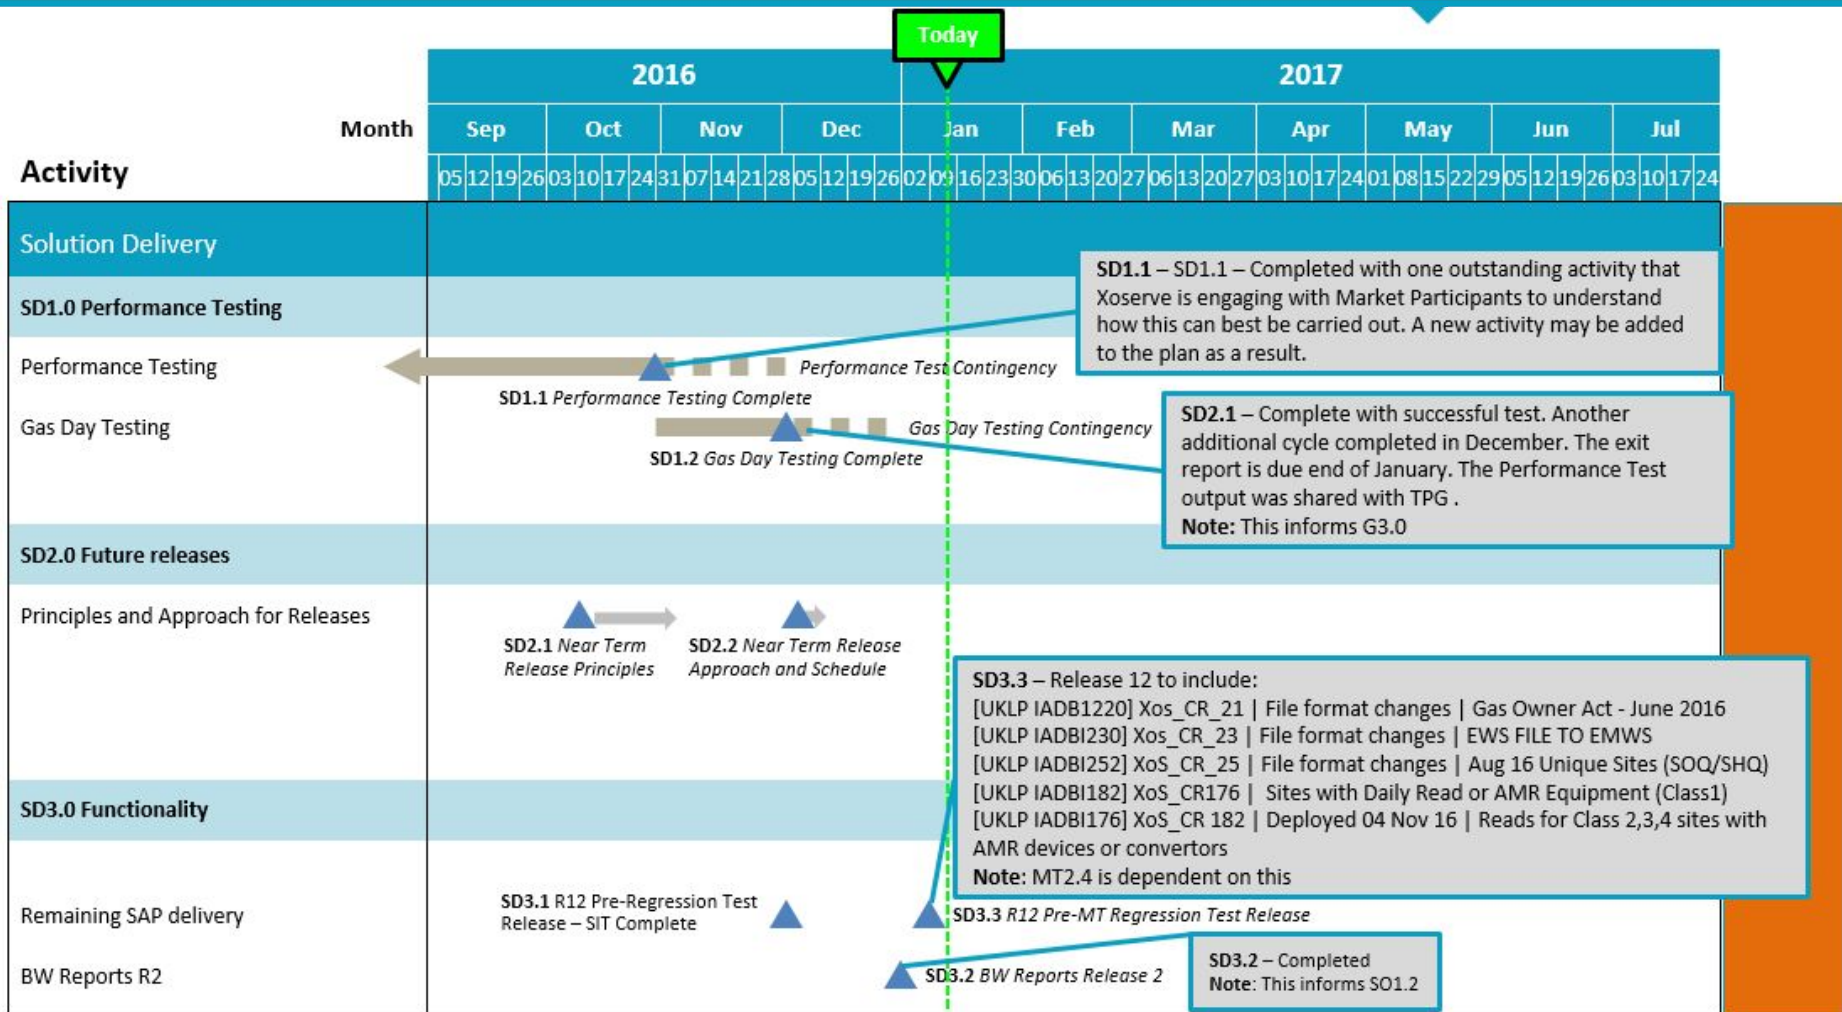 Today
2016 2017
Month Sep Oct Nov Dec Jan Feb Mar Apr May Jun Jul
Activity 05 12 19 26 03 10 17 24 31 07 14 21 28 05 12 19 26 02 09 16 23 30 06 13 20 27 06 13 20 27 03 10 17 24 01 08 15 22 29 05 12 19 26 03 10 17 24
Solution Delivery
SD1.1 – SD1.1 – Completed with one outstanding activity that
Xoserve is engaging with Market Participants to understand
how this can best be carried out. A new activity may be added
to the plan as a result.
SD1.0 Performance Testing
Performance Testing
Performance Test Contingency
SD1.1 Performance Testing Complete
Gas Day Testing
Gas Day Testing Contingency
SD1.2 Gas Day Testing Complete
SD2.1 – Complete with successful test. Another
additional cycle completed in December. The exit
report is due end of January. The Performance Test
output was shared with TPG .
Note: This informs G3.0
SD2.0 Future releases
Principles and Approach for Releases
SD2.1 Near Term
Release Principles
SD2.2 Near Term Release
Approach and Schedule
SD3.3 – Release 12 to include:
[UKLP IADB1220] Xos_CR_21 | File format changes | Gas Owner Act - June 2016
[UKLP IADBI230] Xos_CR_23 | File format changes | EWS FILE TO EMWS
[UKLP IADBI252] XoS_CR_25 | File format changes | Aug 16 Unique Sites (SOQ/SHQ)
[UKLP IADBI182] XoS_CR176 | Sites with Daily Read or AMR Equipment (Class1)
[UKLP IADBI176] XoS_CR 182 | Deployed 04 Nov 16 | Reads for Class 2,3,4 sites with
AMR devices or convertors
Note: MT2.4 is dependent on this
SD3.0 Functionality
Remaining SAP delivery
SD3.1 R12 Pre-Regression Test
Release – SIT Complete
SD3.3 R12 Pre-MT Regression Test Release
BW Reports R2
SD3.2 BW Reports Release 2
SD3.2 – Completed
Note: This informs SO1.2